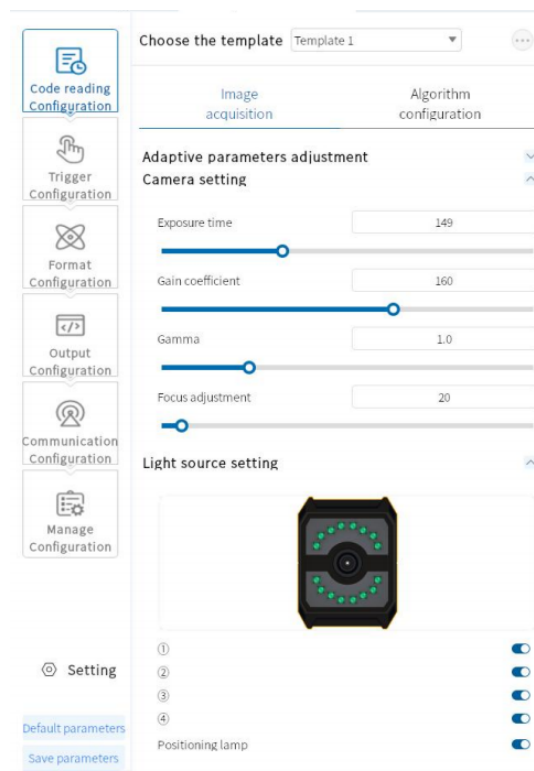 Choose the template Template 1
Code reading
Configuration
Image
acquisition
Algorithm
configuration
Trigger
Configuration
Adaptive parameters adjustment
Camera setting
Exposure time 149
Format
Configuration
Gain coefficient 160
Gamma 1.0
Output
Configuration
Focus adjustment 20
Communication
Configuration
Light source setting
Manage
Configuration
①
②
③
④
Positioning lamp
Setting
Default parameters
Save parameters